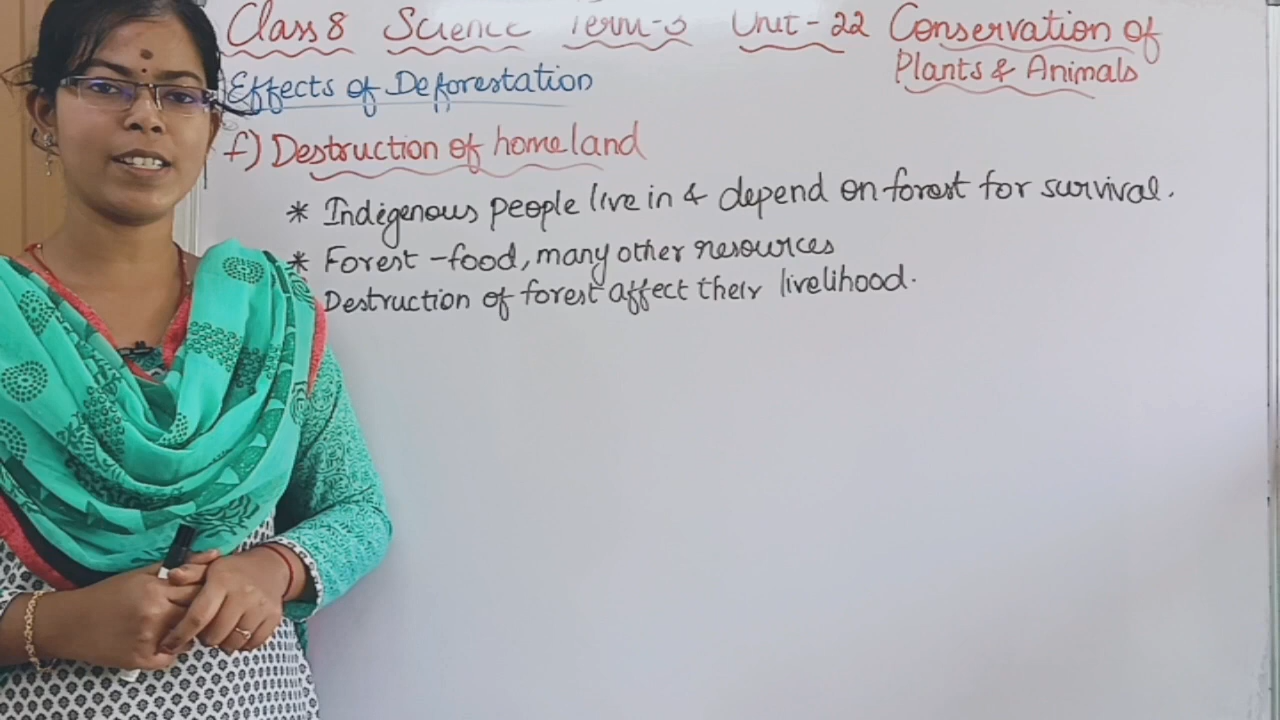 Class 8 Science Term-3 Unit-22 Conservation of
Plants & Animals
Effects of Deforestation
f) Destruction of homeland
* Indigenous people live in & depend on forest for survival.
* Forest - food, many other resources
Destruction of forest affect their livelihood.